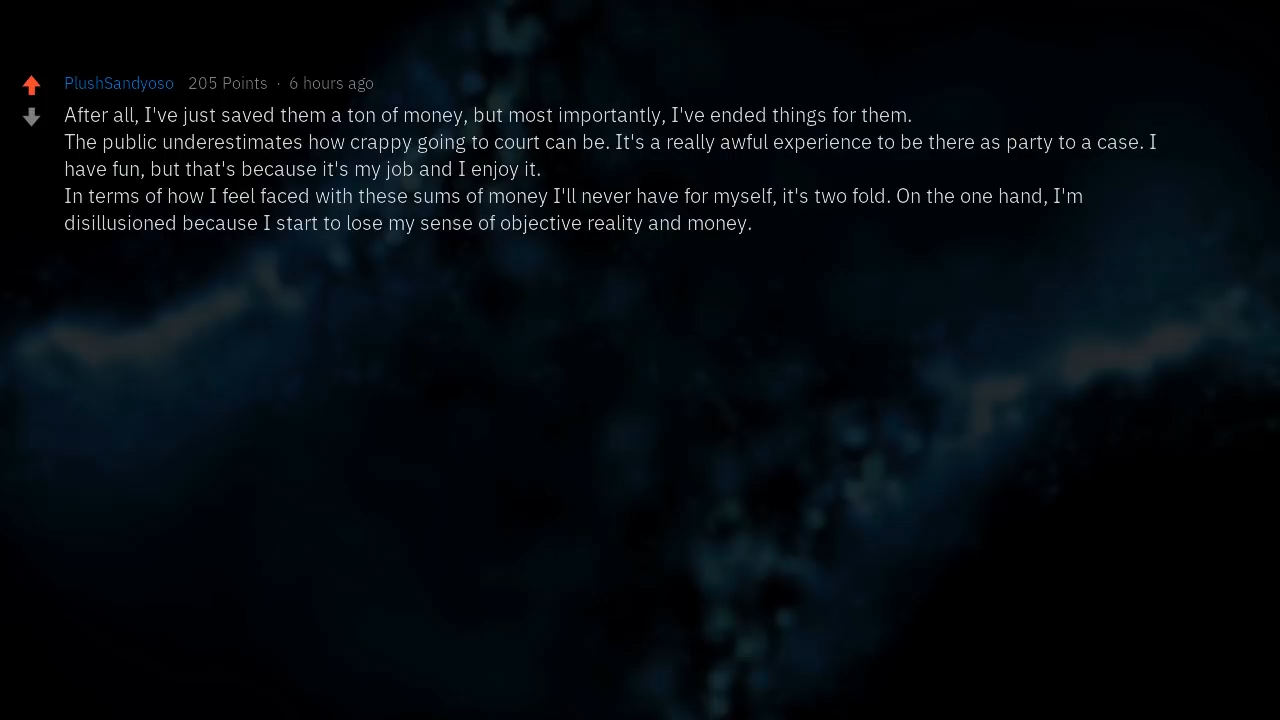 PlushSandyoso 205 Points · 6 hours ago
After all, I've just saved them a ton of money, but most importantly, I've ended things for them.
The public underestimates how crappy going to court can be. It's a really awful experience to be there as party to a case. I
have fun, but that's because it's my job and I enjoy it.
In terms of how I feel faced with these sums of money I'll never have for myself, it's two fold. On the one hand, I'm
disillusioned because I start to lose my sense of objective reality and money.